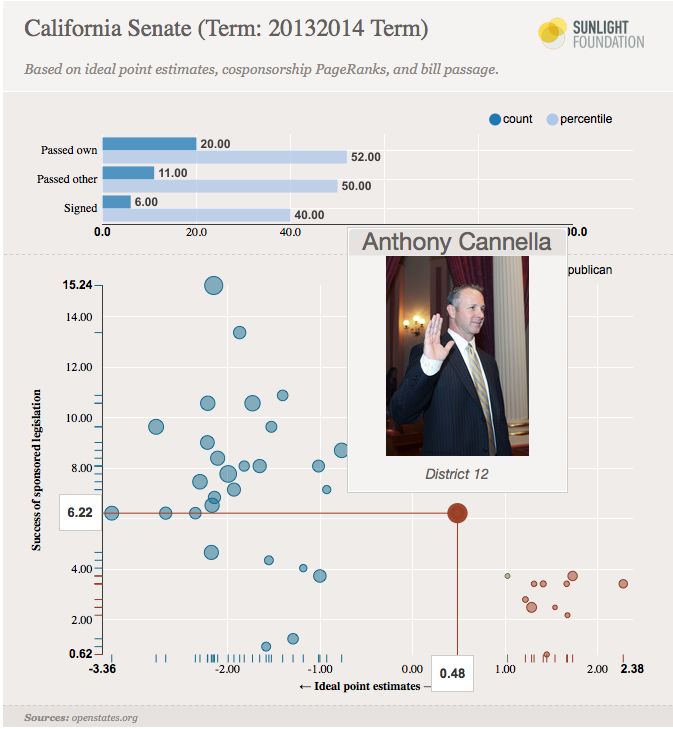 California Senate (Term: 20132014 Term)
SUNLIGHT
FOUNDATION
Based on ideal point estimates, cosponsorship PageRanks, and bill passage.
count percentile
Passed own 20.00
52.00
Passed other 11.00
50.00
Signed 6.00
40.00
0.0 20.0 40.0 00.0
Anthony Cannella
publican
15.24
14.00
12.00
10.00
8.00
District 12
6.22
4.00
2.00
0.62
Success of sponsored legislation
-3.36 -2.00 -1.00 0.00 0.48 1.00 2.00 2.38
← Ideal point estimates –
Sources: openstates.org